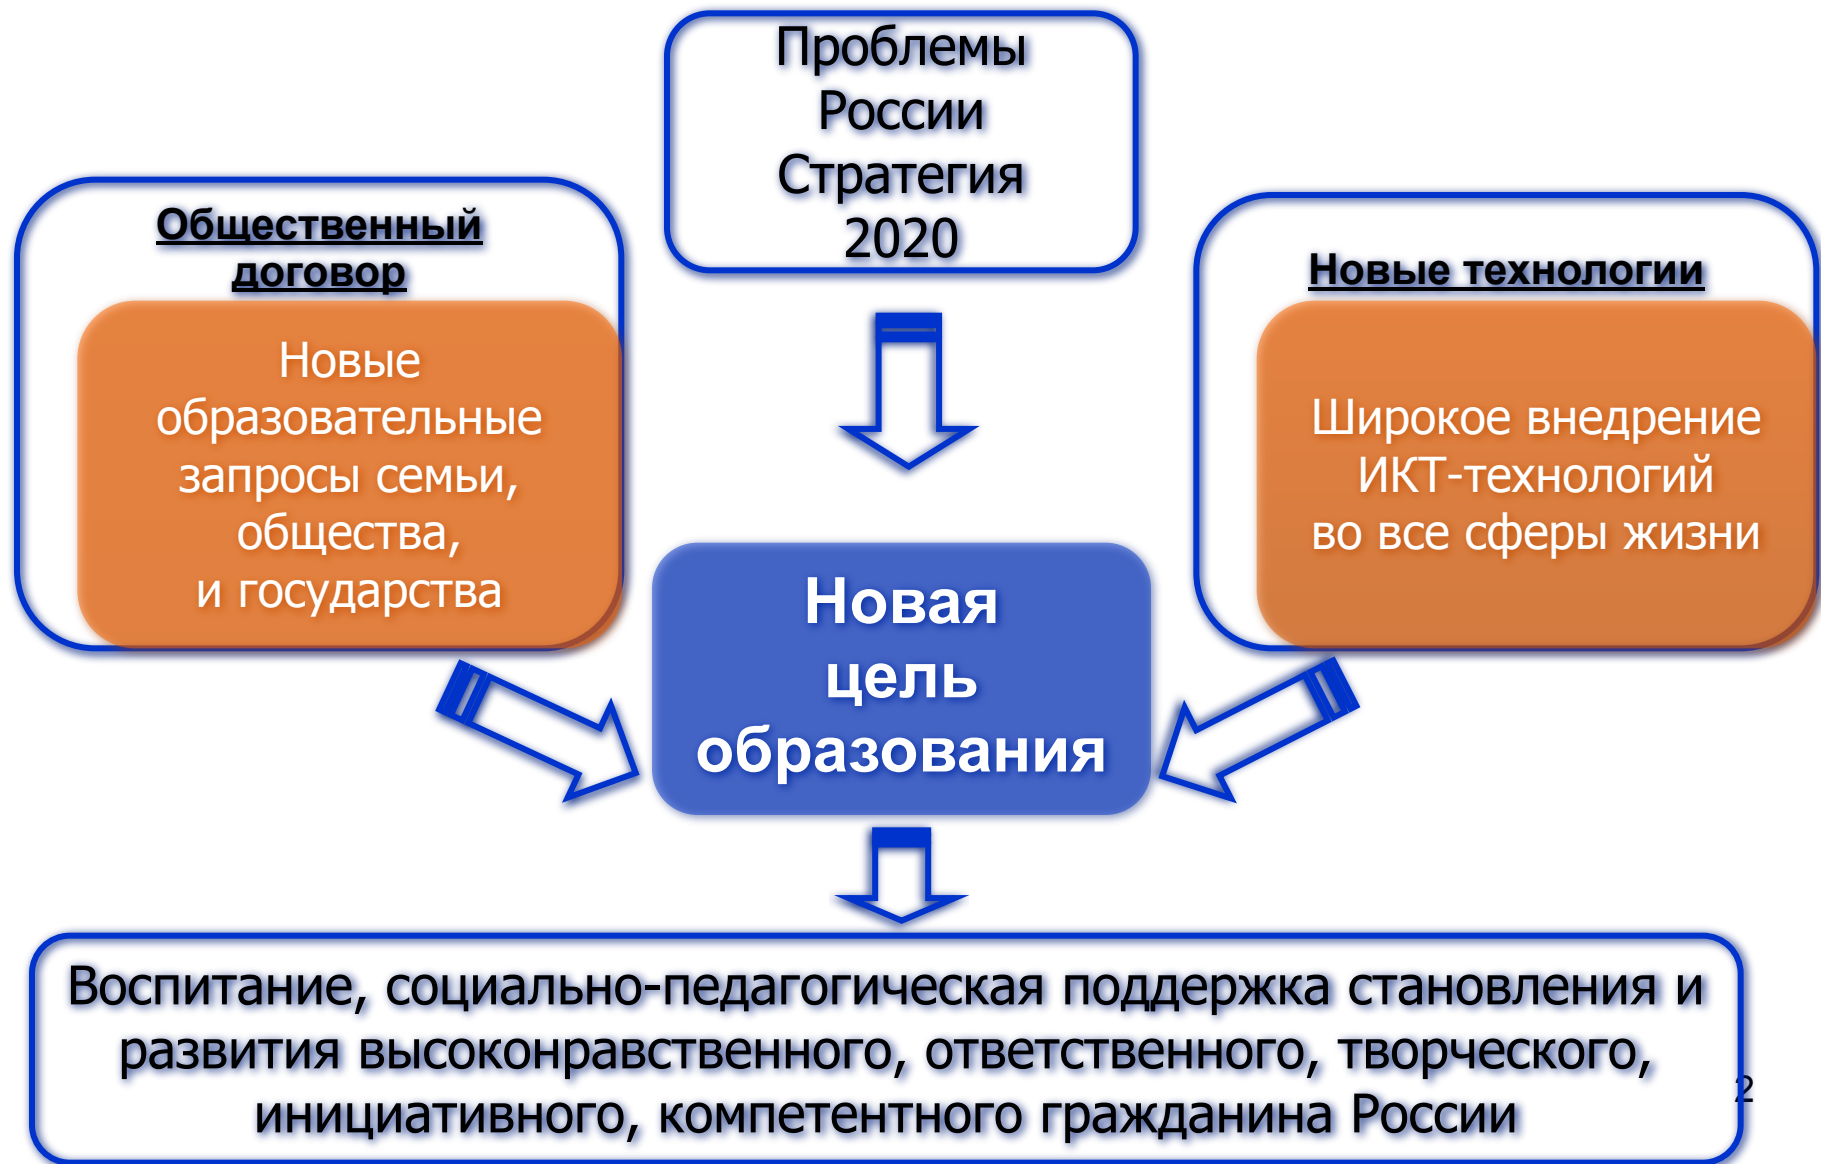 Проблемы
России
Стратегия
2020
Общественный
договор
Новые
образовательные
запросы семьи,
общества,
и государства
Новые технологии
Широкое внедрение
ИКТ-технологий
во все сферы жизни
Новая
цель
образования
Воспитание, социально-педагогическая поддержка становления и
развития высоконравственного, ответственного, творческого,
инициативного, компетентного гражданина России
2